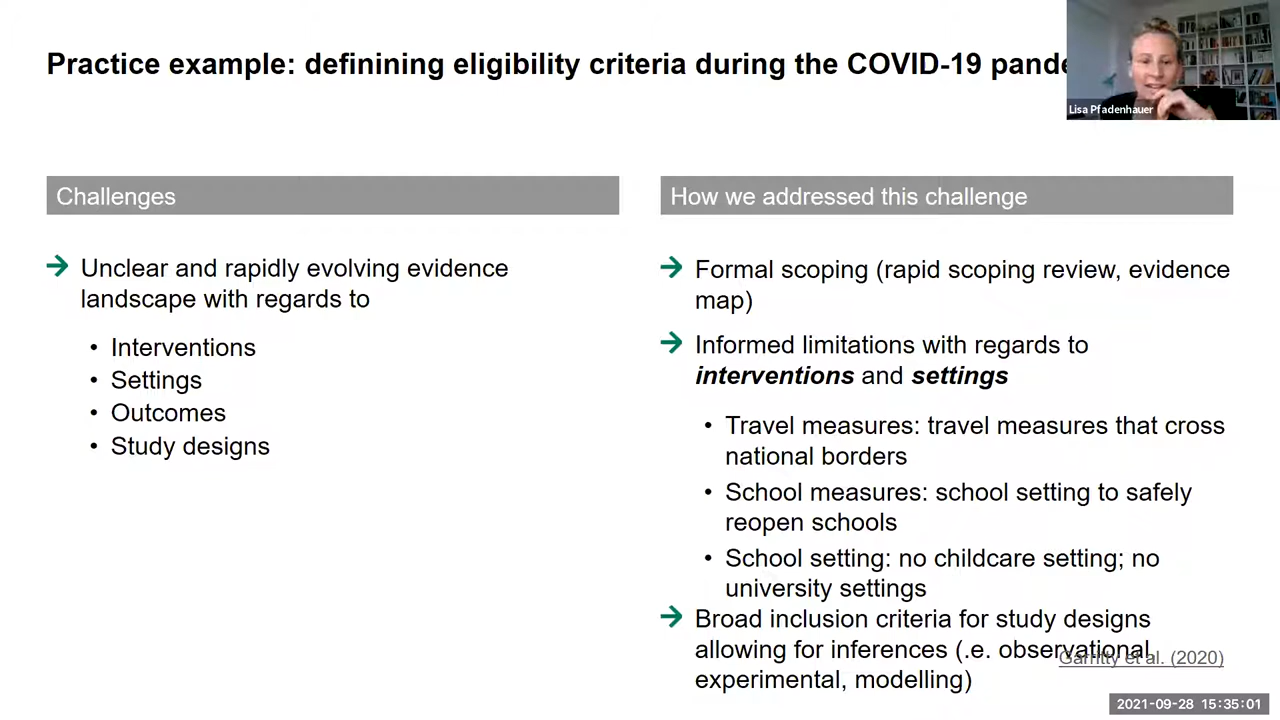 Practice example: definining eligibility criteria during the COVID-19 pande
Lisa Pfadenhauer
Challenges
Unclear and rapidly evolving evidence
landscape with regards to
• Interventions
• Settings
• Outcomes
• Study designs
How we addressed this challenge
Formal scoping (rapid scoping review, evidence
map)
Informed limitations with regards to
interventions and settings
• Travel measures: travel measures that cross
national borders
• School measures: school setting to safely
reopen schools
• School setting: no childcare setting; no
university settings
Broad inclusion criteria for study designs
allowing for inferences (.e. observational,
experimental, modelling)
Garritty et al. (2020)
2021-09-28 15:35:01